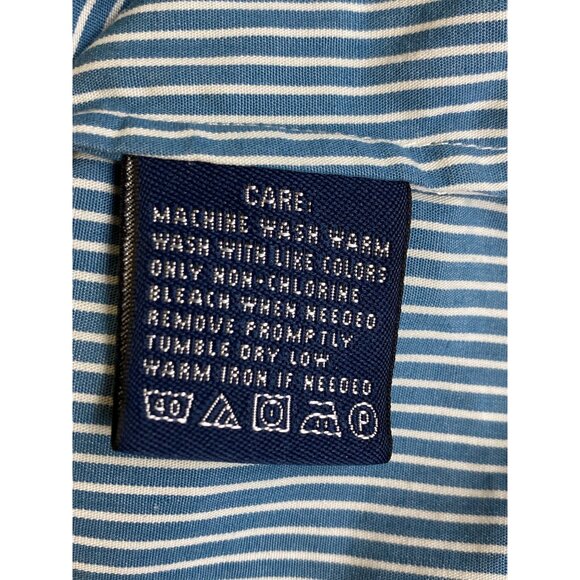 CARE:
MACHINE WASH WARM
WASH WITH LIKE COLORS
ONLY NON-CHLORINE
BLEACH WHEN NEEDED
REMOVE PROMPTLY
TUMBLE DRY LOW
WARM IRON IF NEEDED
40 P